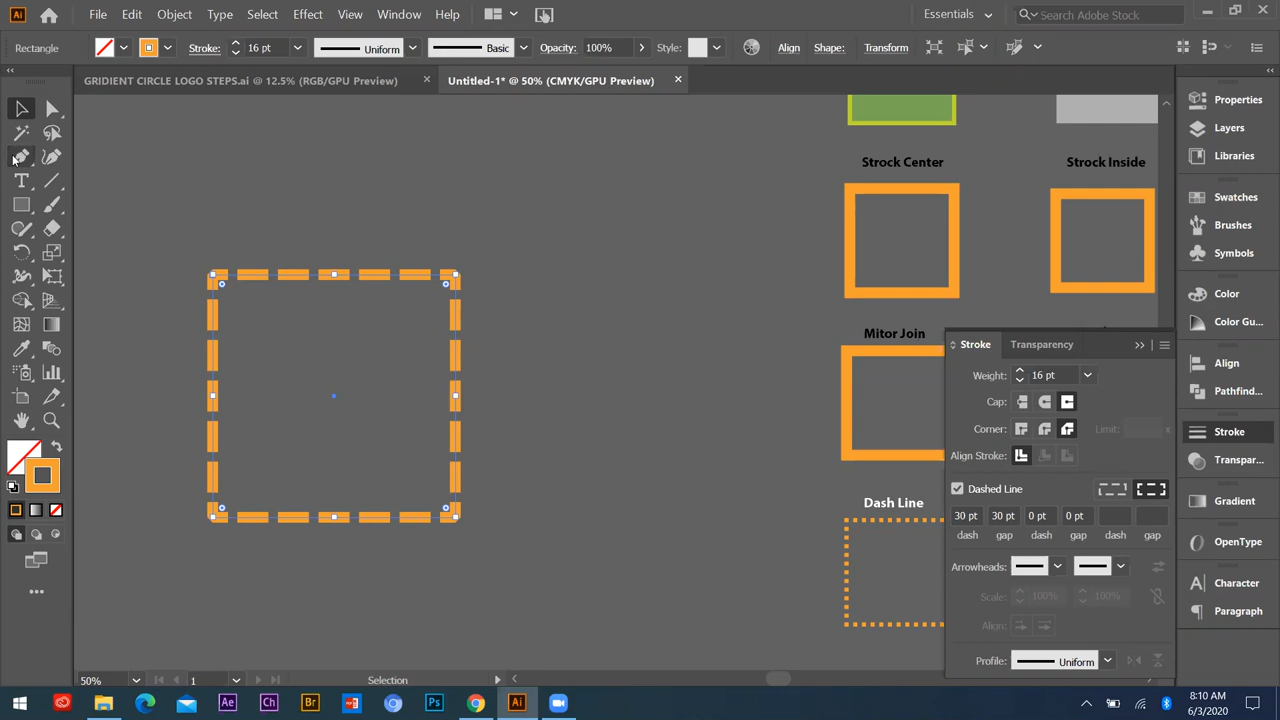 Ai File Edit Object Type Select Effect View Window Help Essentials Search Adobe Stock
Rectangle Stroke: 16 pt Uniform Basic Opacity: 100% Style: Align Shape: Transform
GRIDIENT CIRCLE LOGO STEPS.ai @ 12.5% (RGB/GPU Preview) Untitled-1* @ 50% (CMYK/GPU Preview)
Strock Center Strock Inside
Mitor Join
Dash Line
Properties
Layers
Libraries
Swatches
Brushes
Symbols
Color
Color Gu...
Align
Pathfind...
Stroke
Transpar...
Gradient
OpenType
Character
Paragraph
Stroke Transparency
Weight: 16 pt
Cap:
Corner: Limit: x
Align Stroke:
Dashed Line
30 pt 30 pt 0 pt 0 pt
dash gap dash gap dash gap
Arrowheads:
Scale: 100% 100%
Align:
Profile: Uniform
50% 1 Selection
Ae Ch Br Ps Ai
8:10 AM
6/3/2020